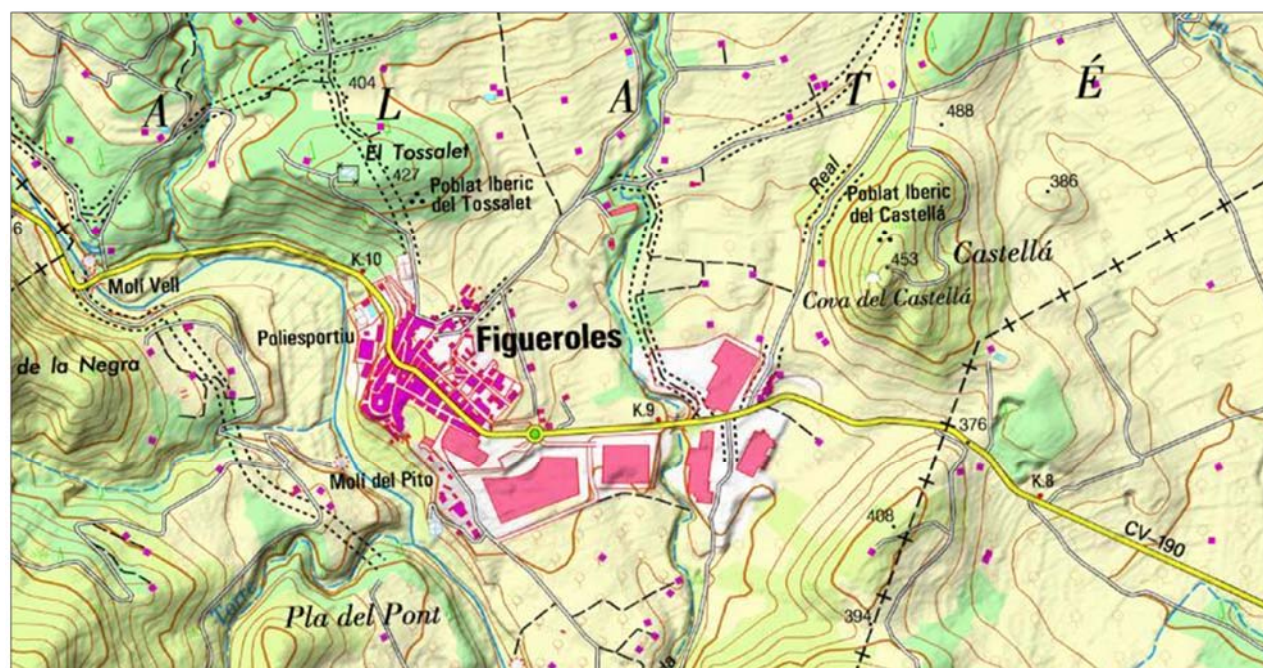 A L A T É
404
488
El Tossalet
427
Poblat Iberic
del Tossalet
Real
Poblat Iberic
del Castellá
386
6
453
Castellá
Cova del Castellá
K.10
Molí Vell
Poliesportiu
Figueroles
de la Negra
K.9
376
Molí del Pito
K.8
408
CV-190
Pla del Pont
394